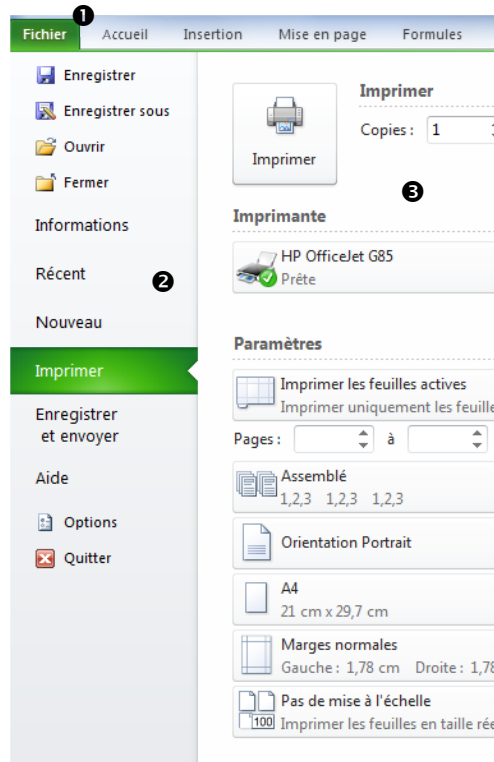 ❶
Fichier Accueil Insertion Mise en page Formules
Enregistrer
Enregistrer sous
Ouvrir
Fermer
Informations
Récent ❷
Nouveau
Imprimer
Enregistrer
et envoyer
Aide
Options
Quitter
Imprimer
Imprimer
Copies : 1
❸
Imprimante
HP OfficeJet G85
Prête
Paramètres
Imprimer les feuilles actives
Imprimer uniquement les feuille
Pages : à
Assemblé
1,2,3 1,2,3 1,2,3
Orientation Portrait
A4
21 cm x 29,7 cm
Marges normales
Gauche : 1,78 cm Droite : 1,78
Pas de mise à l'échelle
100 Imprimer les feuilles en taille rée